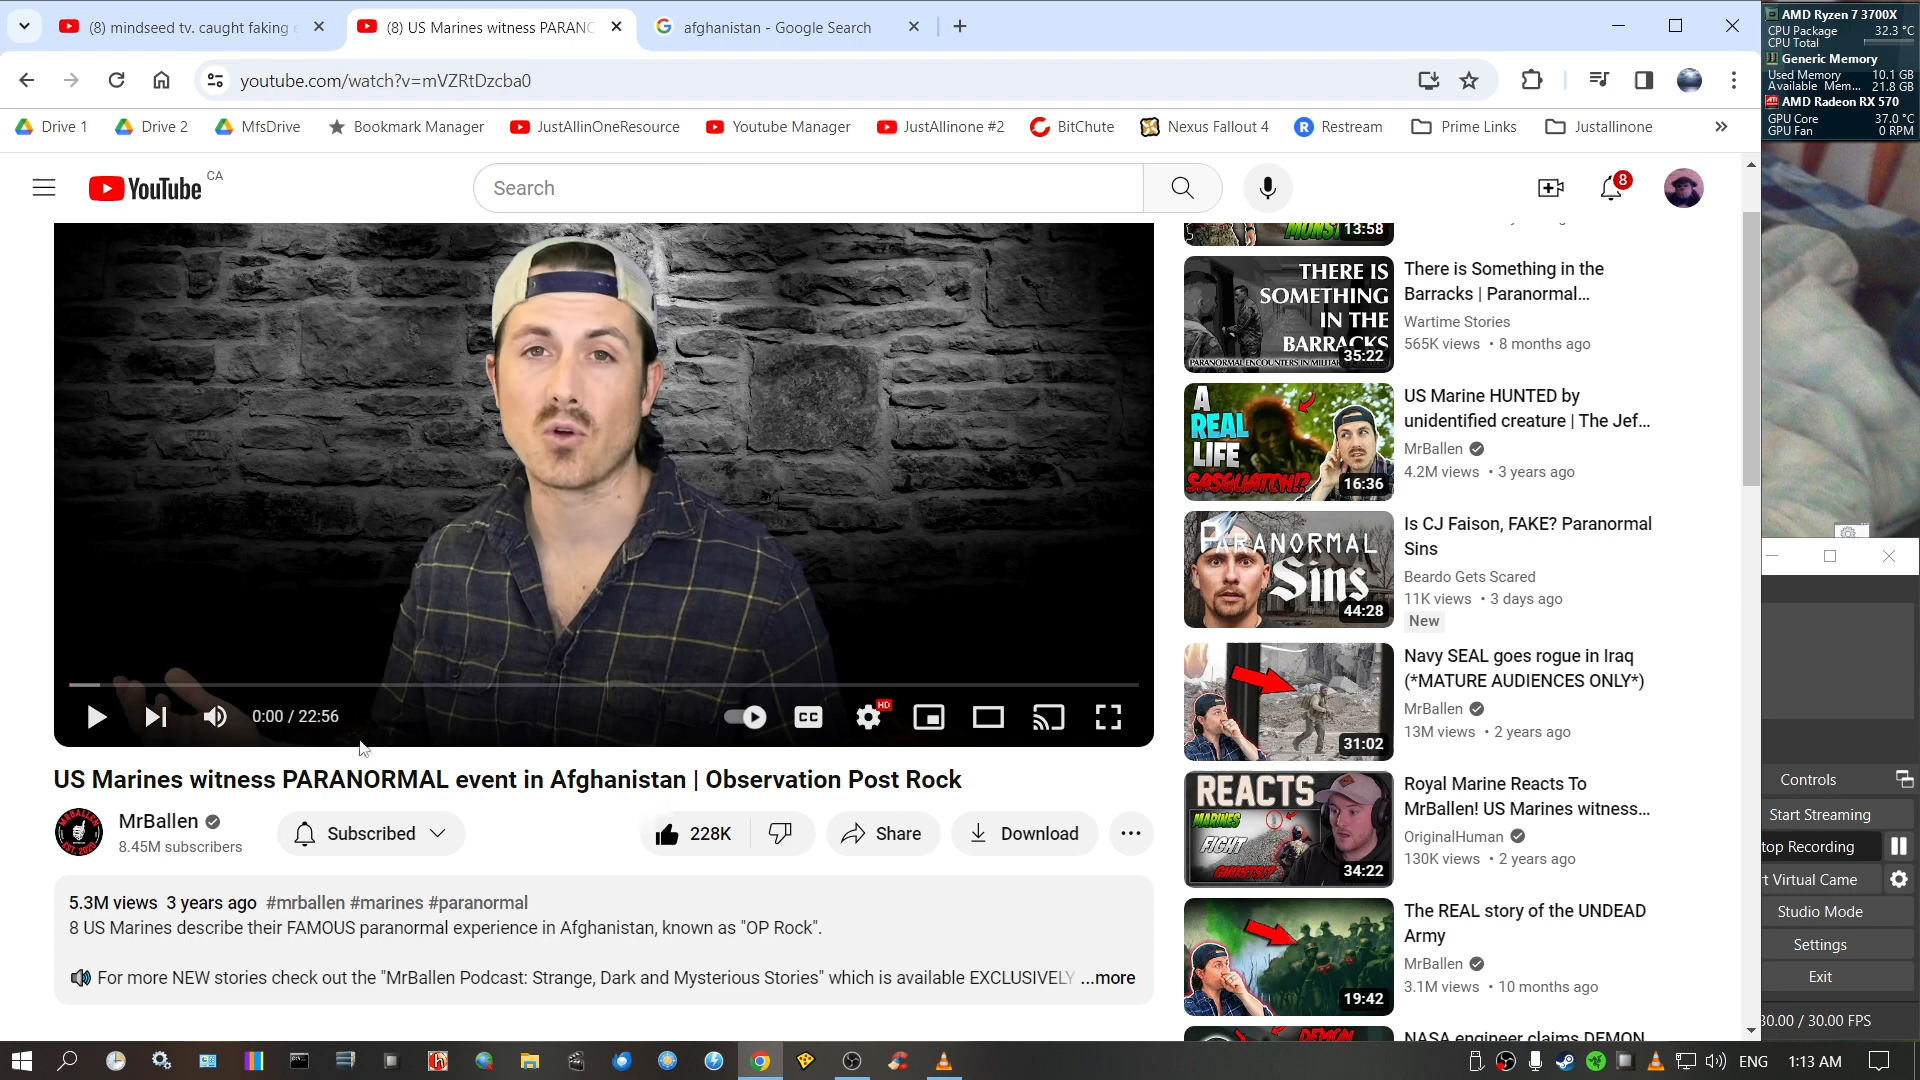 (8) mindseed tv. caught faking
(8) US Marines witness PARANO
afghanistan - Google Search
youtube.com/watch?v=mVZRtDzcba0
Drive 1
Drive 2
MfsDrive
Bookmark Manager
JustAllinOneResource
Youtube Manager
JustAllinone #2
BitChute
Nexus Fallout 4
Restream
Prime Links
Justallinone
AMD Ryzen 7 3700X
CPU Package 32.3 °C
CPU Total
Generic Memory
Used Memory 10.1 GB
Available Mem... 21.8 GB
AMD Radeon RX 570
GPU Core 37.0 °C
GPU Fan 0 RPM
YouTube CA
Search
8
13:58
THERE IS
SOMETHING
IN THE
BARRACKS
35:22
There is Something in the
Barracks | Paranormal...
Wartime Stories
565K views • 8 months ago
A
REAL
LIFE
SASQUATCH!?
16:36
US Marine HUNTED by
unidentified creature | The Jef...
MrBallen
4.2M views • 3 years ago
PARANORMAL
Sins
44:28
Is CJ Faison, FAKE? Paranormal
Sins
Beardo Gets Scared
11K views • 3 days ago
New
31:02
Navy SEAL goes rogue in Iraq
(*MATURE AUDIENCES ONLY*)
MrBallen
13M views • 2 years ago
REACTS
MARINES
FIGHT
GHOSTS!?
34:22
Royal Marine Reacts To
MrBallen! US Marines witness...
OriginalHuman
130K views • 2 years ago
19:42
The REAL story of the UNDEAD
Army
MrBallen
3.1M views • 10 months ago
NASA engineer claims DEMON
0:00 / 22:56
CC
HD
US Marines witness PARANORMAL event in Afghanistan | Observation Post Rock
MrBallen
8.45M subscribers
Subscribed
228K
Share
Download
5.3M views 3 years ago #mrballen #marines #paranormal
8 US Marines describe their FAMOUS paranormal experience in Afghanistan, known as "OP Rock".
For more NEW stories check out the "MrBallen Podcast: Strange, Dark and Mysterious Stories" which is available EXCLUSIVELY ...more
Controls
Start Streaming
top Recording
t Virtual Came
Studio Mode
Settings
Exit
30.00 / 30.00 FPS
ENG
1:13 AM